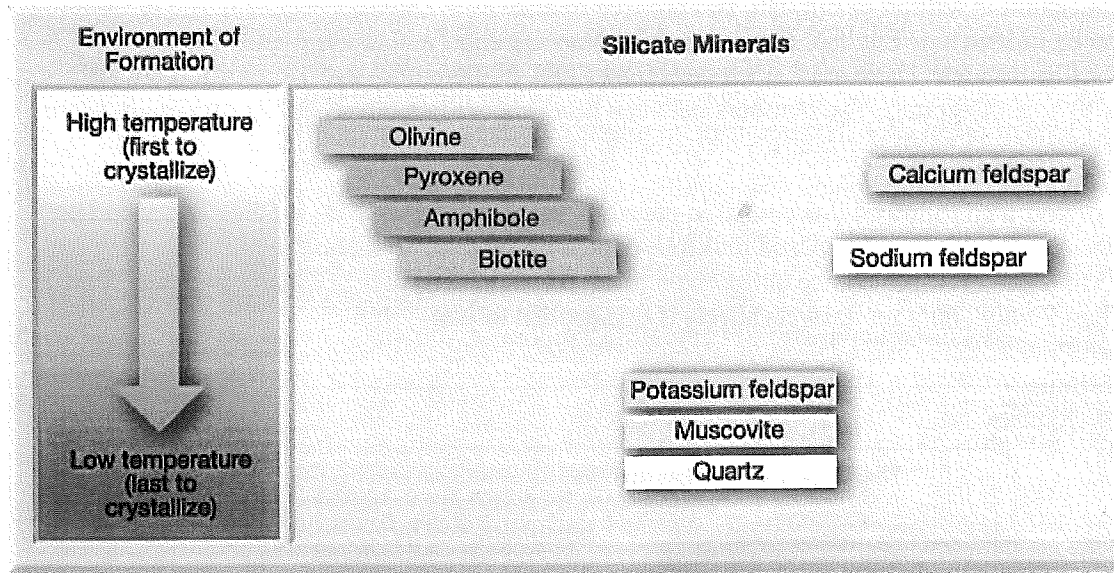 Environment of
Formation
Silicate Minerals
High temperature
(first to
crystallize)
Olivine
Pyroxene
Calcium feldspar
Amphibole
Biotite
Sodium feldspar
Potassium feldspar
Muscovite
Quartz
Low temperature
(last to
crystallize)